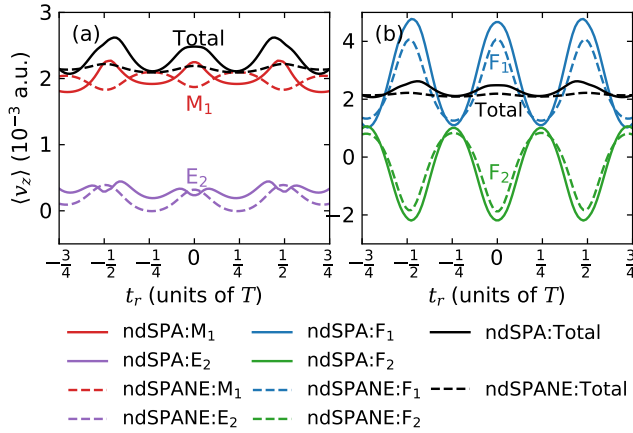 (a)
Total
M1
E2
3
2
1
0
⟨νz⟩ (10−3 a.u.)
−3/4 −1/2 −1/4 0 1/4 1/2 3/4
tr (units of T)
(b)
F1
Total
F2
4
2
0
−2
−3/4 −1/2 −1/4 0 1/4 1/2 3/4
tr (units of T)
ndSPA:M1 ndSPA:F1 ndSPA:Total
ndSPA:E2 ndSPA:F2
ndSPANE:M1 ndSPANE:F1 ndSPANE:Total
ndSPANE:E2 ndSPANE:F2